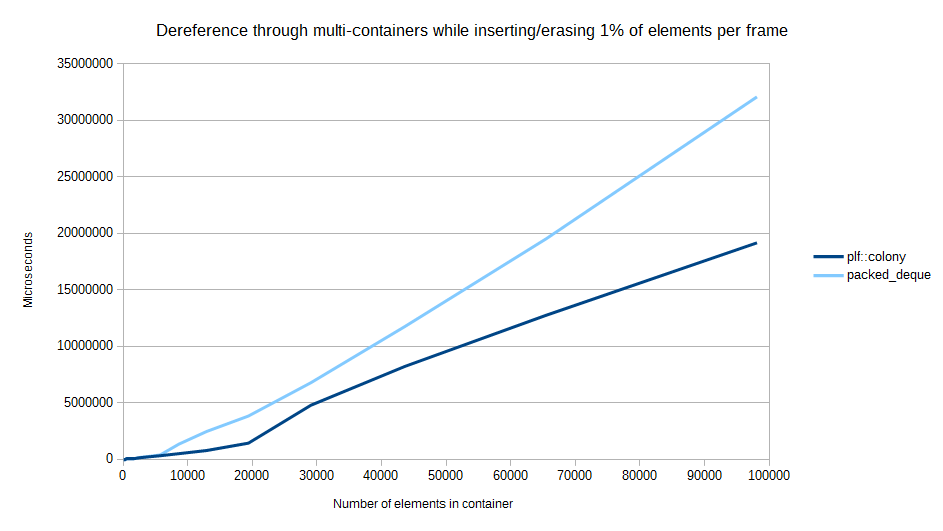 Dereference through multi-containers while inserting/erasing 1% of elements per frame
35000000
30000000
25000000
20000000
15000000
10000000
5000000
0
Microseconds
0 10000 20000 30000 40000 50000 60000 70000 80000 90000 100000
Number of elements in container
plf::colony
packed_deque